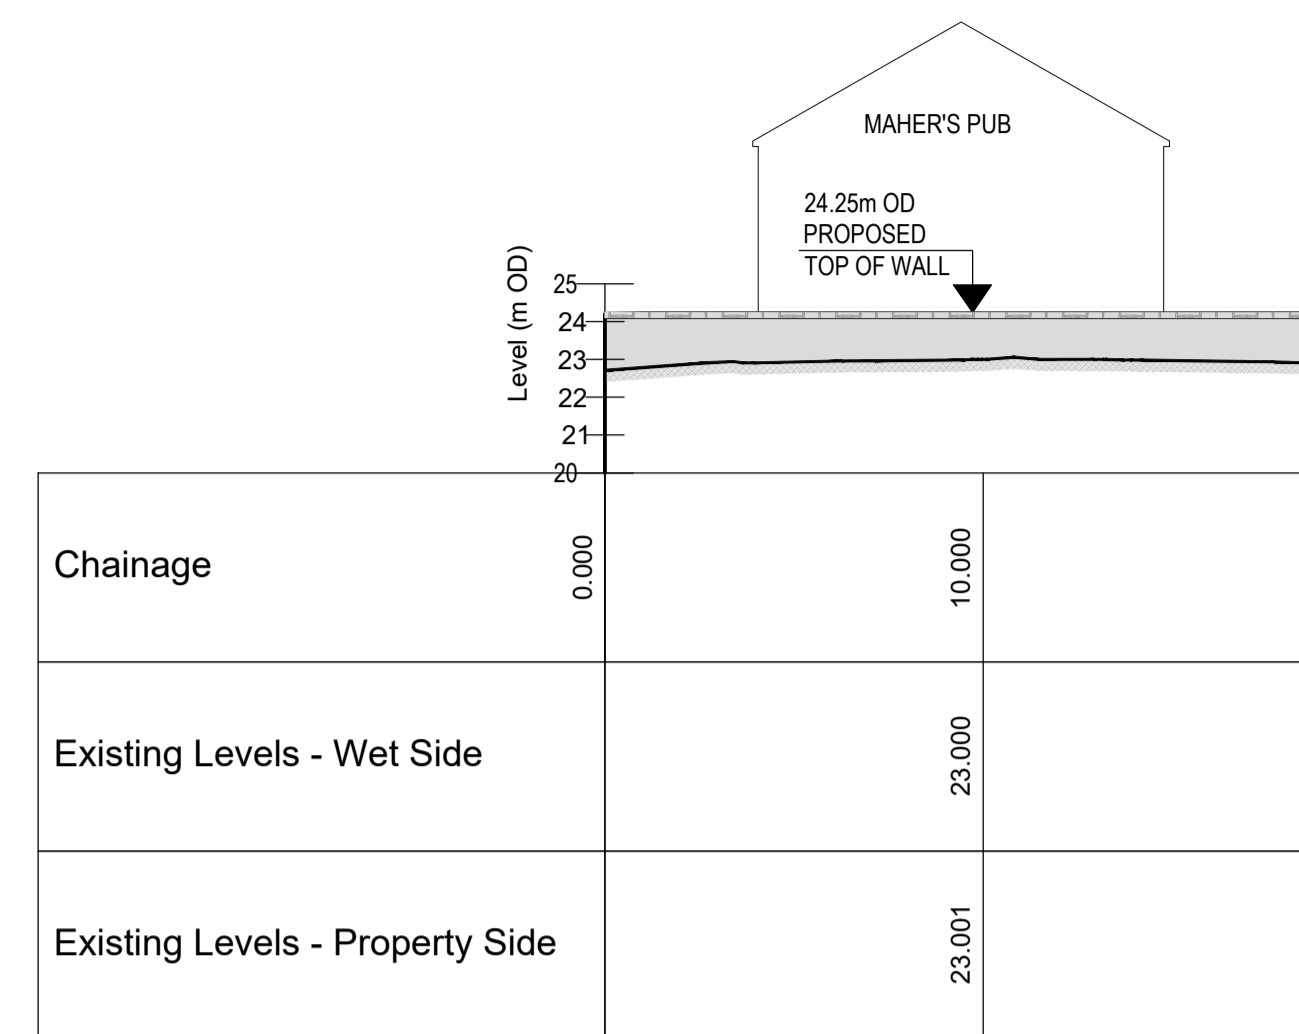 MAHER'S PUB
24.25m OD
PROPOSED
TOP OF WALL
Level (m OD)
25
24
23
22
21
20
Chainage
0.000
10.000
Existing Levels - Wet Side
23.000
Existing Levels - Property Side
23.001